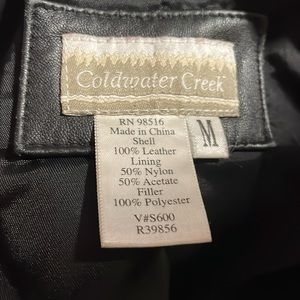 Coldwater Creek
M
RN 98516
Made in China
Shell
100% Leather
Lining
50% Nylon
50% Acetate
Filler
100% Polyester
V#S600
R39856